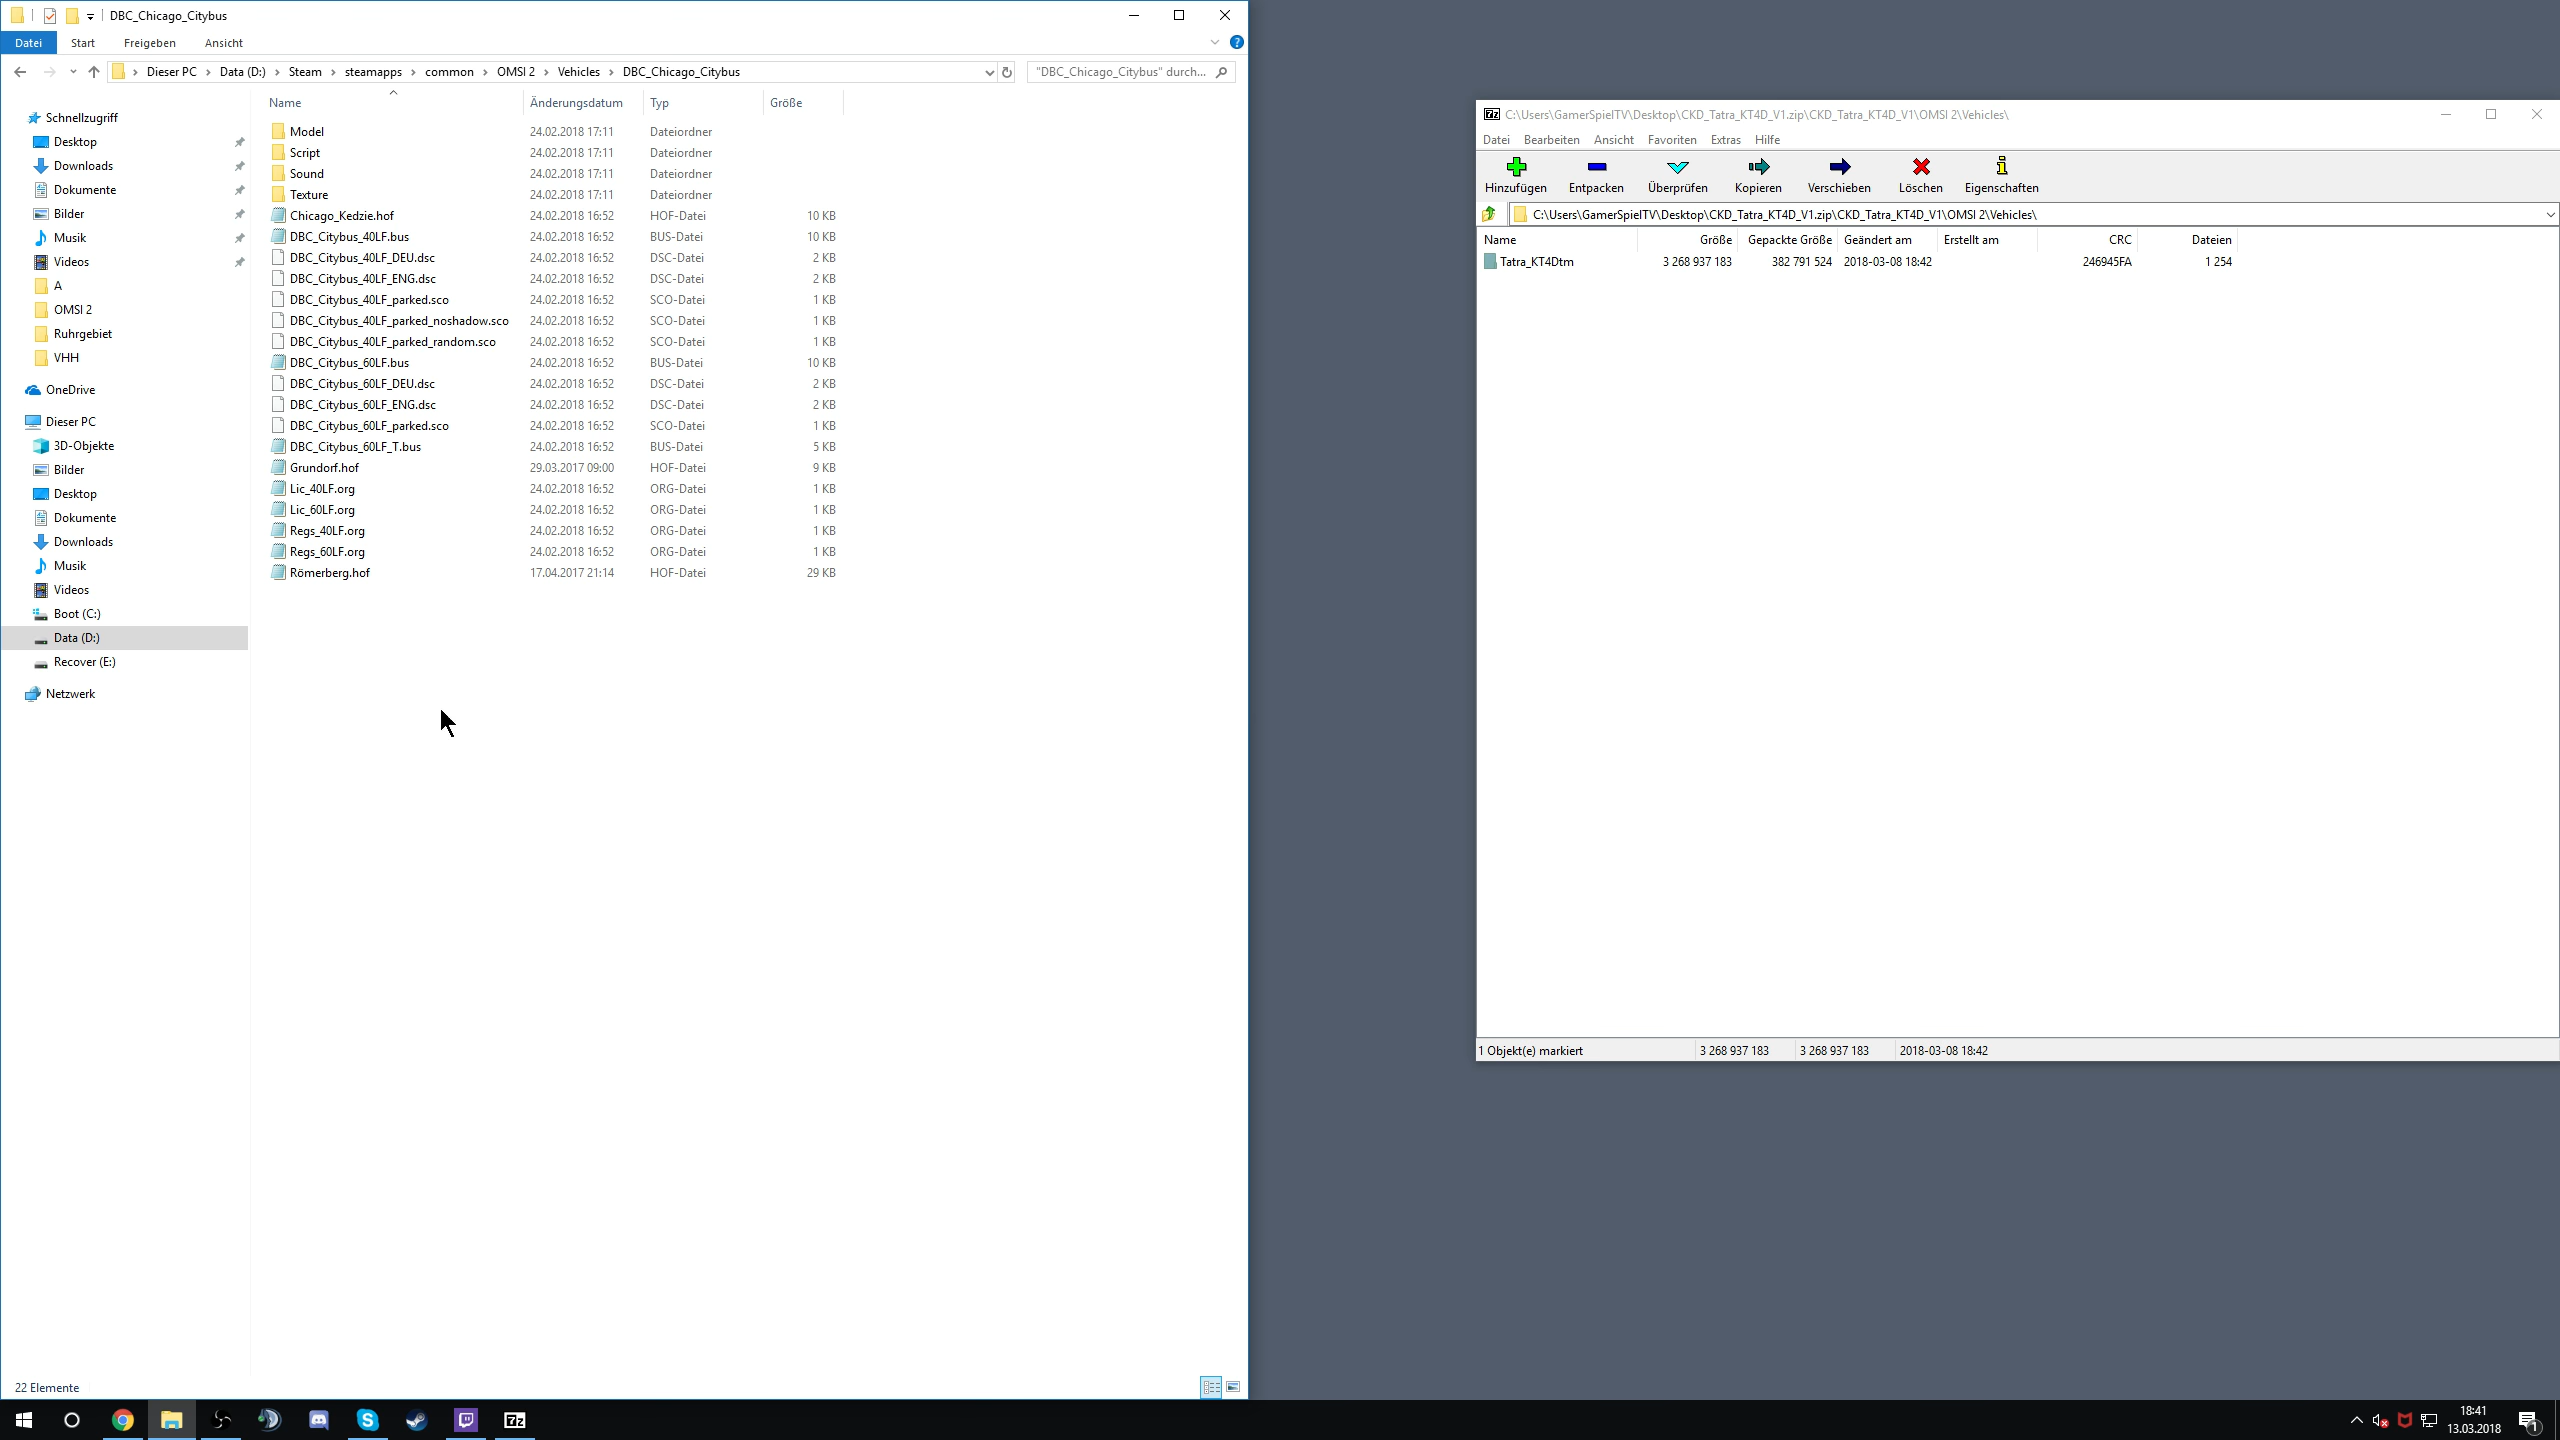 DBC_Chicago_Citybus
Datei Start Freigeben Ansicht
Dieser PC Data (D:) Steam steamapps common OMSI 2 Vehicles DBC_Chicago_Citybus "DBC_Chicago_Citybus" durch...
Name Änderungsdatum Typ Größe
Schnellzugriff
Desktop
Downloads
Dokumente
Bilder
Musik
Videos
A
OMSI 2
Ruhrgebiet
VHH
OneDrive
Dieser PC
3D-Objekte
Bilder
Desktop
Dokumente
Downloads
Musik
Videos
Boot (C:)
Data (D:)
Recover (E:)
Netzwerk
Model 24.02.2018 17:11 Dateiordner
Script 24.02.2018 17:11 Dateiordner
Sound 24.02.2018 17:11 Dateiordner
Texture 24.02.2018 17:11 Dateiordner
Chicago_Kedzie.hof 24.02.2018 16:52 HOF-Datei 10 KB
DBC_Citybus_40LF.bus 24.02.2018 16:52 BUS-Datei 10 KB
DBC_Citybus_40LF_DEU.dsc 24.02.2018 16:52 DSC-Datei 2 KB
DBC_Citybus_40LF_ENG.dsc 24.02.2018 16:52 DSC-Datei 2 KB
DBC_Citybus_40LF_parked.sco 24.02.2018 16:52 SCO-Datei 1 KB
DBC_Citybus_40LF_parked_noshadow.sco 24.02.2018 16:52 SCO-Datei 1 KB
DBC_Citybus_40LF_parked_random.sco 24.02.2018 16:52 SCO-Datei 1 KB
DBC_Citybus_60LF.bus 24.02.2018 16:52 BUS-Datei 10 KB
DBC_Citybus_60LF_DEU.dsc 24.02.2018 16:52 DSC-Datei 2 KB
DBC_Citybus_60LF_ENG.dsc 24.02.2018 16:52 DSC-Datei 2 KB
DBC_Citybus_60LF_parked.sco 24.02.2018 16:52 SCO-Datei 1 KB
DBC_Citybus_60LF_T.bus 24.02.2018 16:52 BUS-Datei 5 KB
Grundorf.hof 29.03.2017 09:00 HOF-Datei 9 KB
Lic_40LF.org 24.02.2018 16:52 ORG-Datei 1 KB
Lic_60LF.org 24.02.2018 16:52 ORG-Datei 1 KB
Regs_40LF.org 24.02.2018 16:52 ORG-Datei 1 KB
Regs_60LF.org 24.02.2018 16:52 ORG-Datei 1 KB
Römerberg.hof 17.04.2017 21:14 HOF-Datei 29 KB
22 Elemente
7z C:\Users\GamerSpielTV\Desktop\CKD_Tatra_KT4D_V1.zip\CKD_Tatra_KT4D_V1\OMSI 2\Vehicles\
Datei Bearbeiten Ansicht Favoriten Extras Hilfe
Hinzufügen Entpacken Überprüfen Kopieren Verschieben Löschen Eigenschaften
C:\Users\GamerSpielTV\Desktop\CKD_Tatra_KT4D_V1.zip\CKD_Tatra_KT4D_V1\OMSI 2\Vehicles\
Name Größe Gepackte Größe Geändert am Erstellt am CRC Dateien
Tatra_KT4Dtm 3 268 937 183 382 791 524 2018-03-08 18:42 246945FA 1 254
1 Objekt(e) markiert 3 268 937 183 3 268 937 183 2018-03-08 18:42
7z
18:41
13.03.2018
1